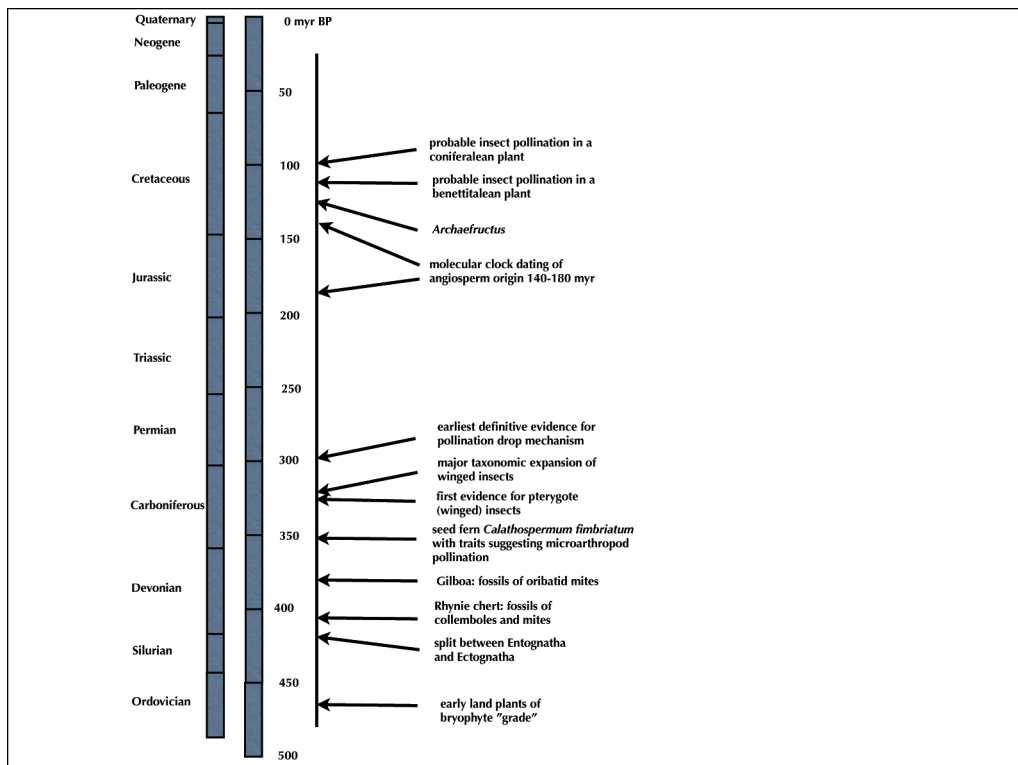 Quaternary
Neogene
Paleogene
Cretaceous
Jurassic
Triassic
Permian
Carboniferous
Devonian
Silurian
Ordovician
0 myr BP
50
100
150
200
250
300
350
400
450
500
probable insect pollination in a
coniferalean plant
probable insect pollination in a
benettitalean plant
Archaefructus
molecular clock dating of
angiosperm origin 140-180 myr
earliest definitive evidence for
pollination drop mechanism
major taxonomic expansion of
winged insects
first evidence for pterygote
(winged) insects
seed fern Calathospermum fimbriatum
with traits suggesting microarthropod
pollination
Gilboa: fossils of oribatid mites
Rhynie chert: fossils of
collemboles and mites
split between Entognatha
and Ectognatha
early land plants of
bryophyte ”grade”